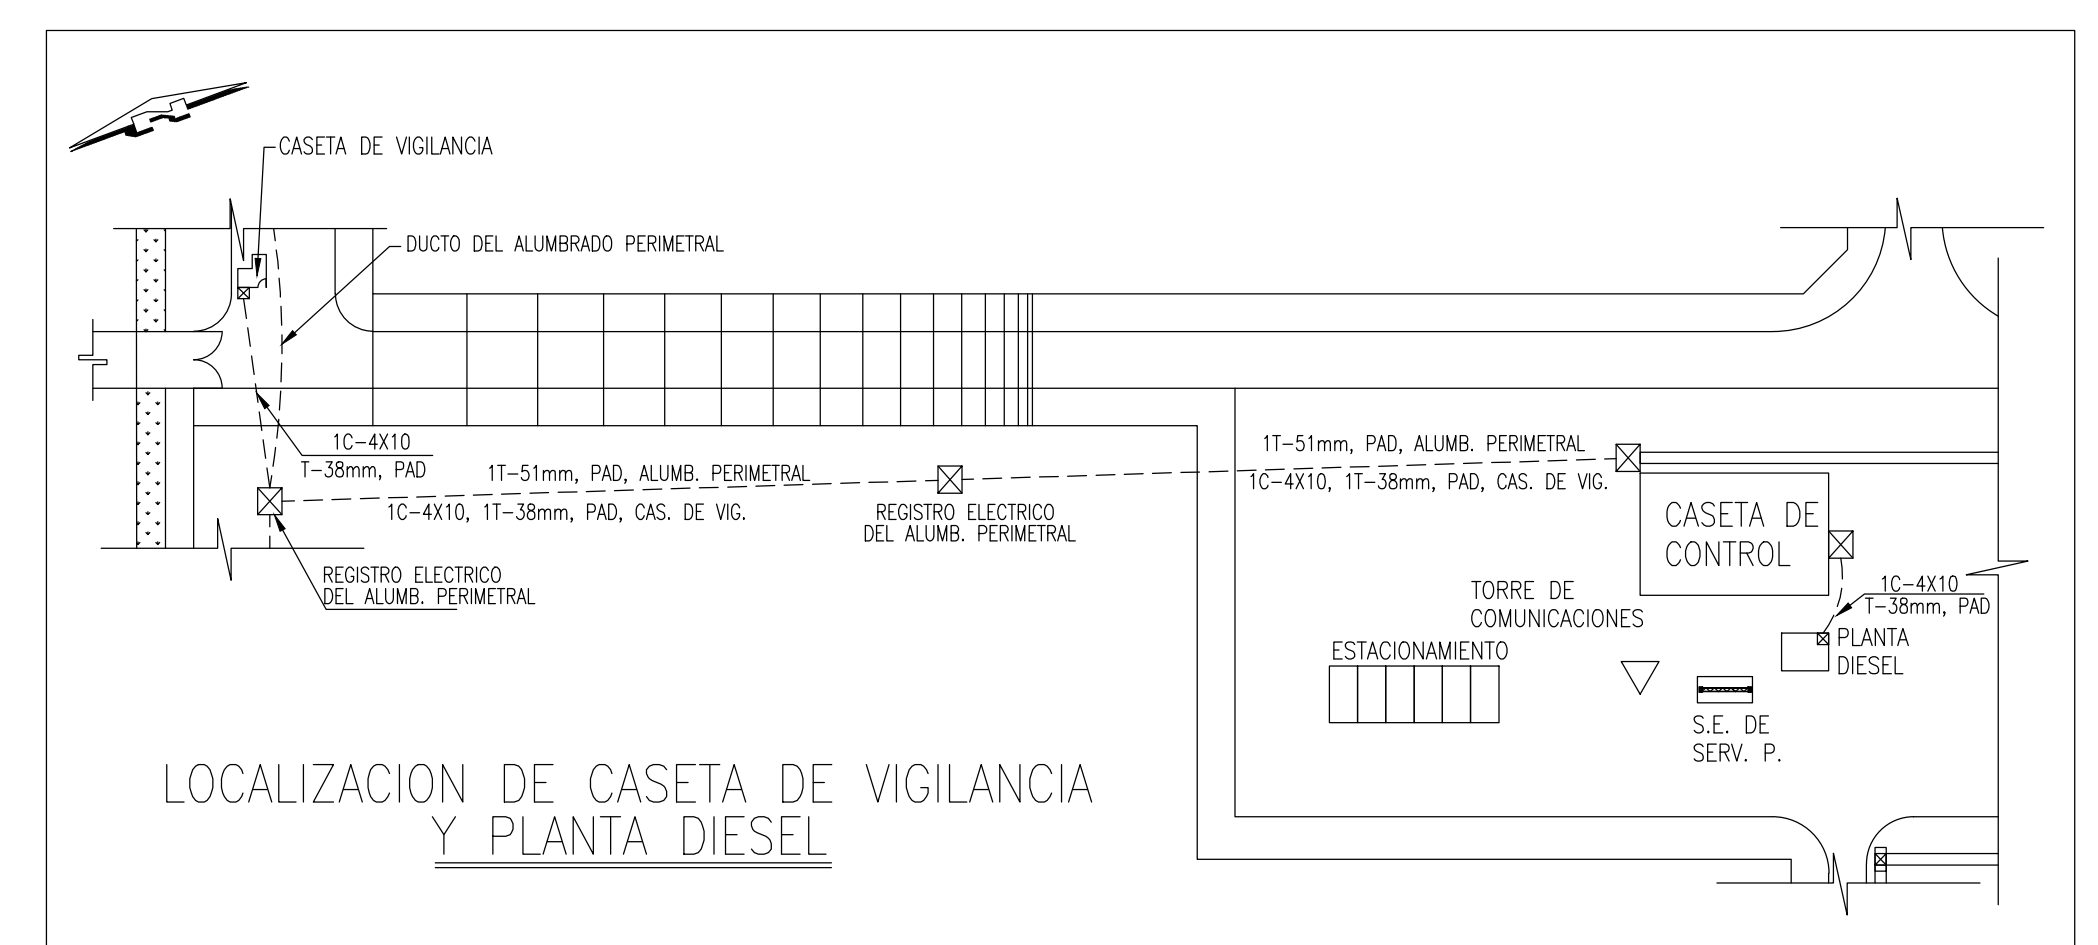 CASETA DE VIGILANCIA
DUCTO DEL ALUMBRADO PERIMETRAL
1C-4X10
T-38mm, PAD
1T-51mm, PAD, ALUMB. PERIMETRAL
1C-4X10, 1T-38mm, PAD, CAS. DE VIG.
REGISTRO ELECTRICO
DEL ALUMB. PERIMETRAL
REGISTRO ELECTRICO
DEL ALUMB. PERIMETRAL
1T-51mm, PAD, ALUMB. PERIMETRAL
1C-4X10, 1T-38mm, PAD, CAS. DE VIG.
CASETA DE
CONTROL
1C-4X10
T-38mm, PAD
TORRE DE
COMUNICACIONES
ESTACIONAMIENTO
PLANTA
DIESEL
S.E. DE
SERV. P.
LOCALIZACION DE CASETA DE VIGILANCIA
Y PLANTA DIESEL